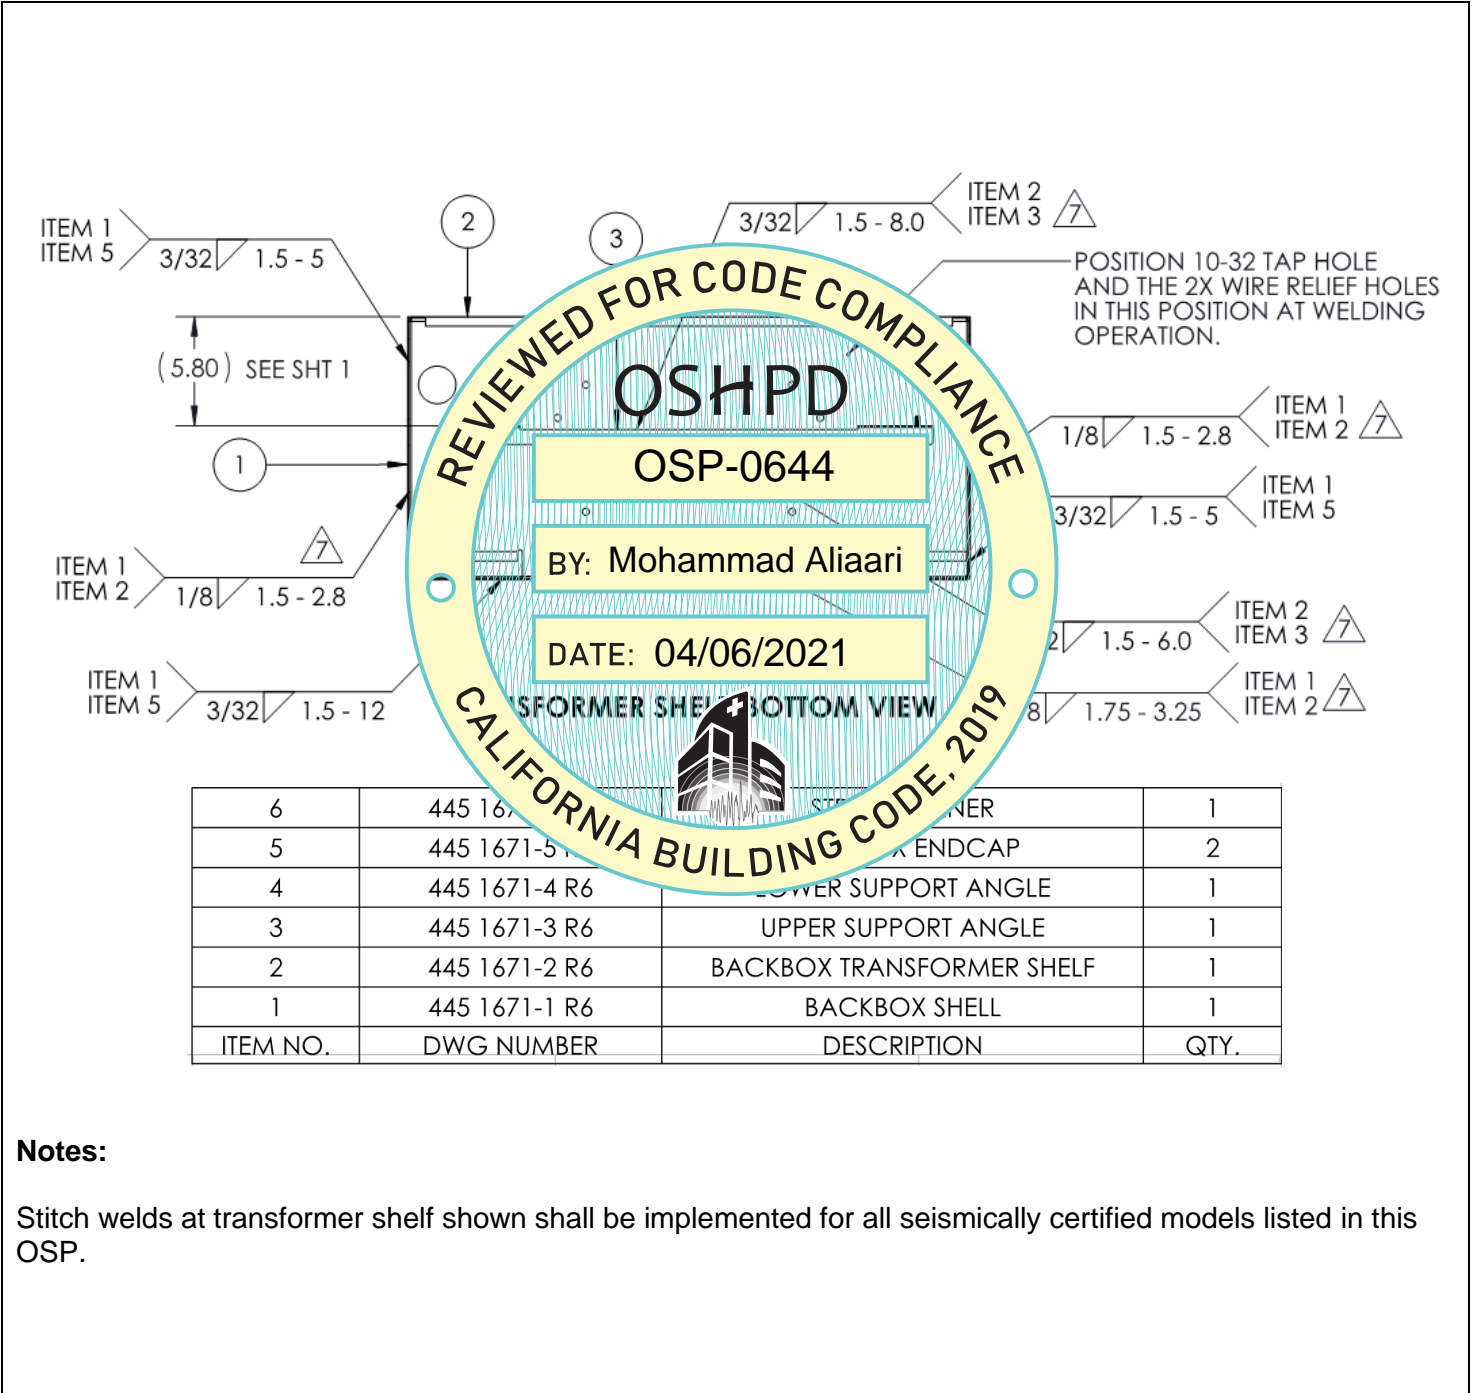 ITEM 1
ITEM 5
3/32 1.5 - 5
2
3
3/32 1.5 - 8.0
ITEM 2
ITEM 3 7
POSITION 10-32 TAP HOLE
AND THE 2X WIRE RELIEF HOLES
IN THIS POSITION AT WELDING
OPERATION.
(5.80) SEE SHT 1
1
ITEM 1
ITEM 2
7
1/8 1.5 - 2.8
ITEM 1
ITEM 5
3/32 1.5 - 12
1/8 1.5 - 2.8
ITEM 1
ITEM 2 7
3/32 1.5 - 5
ITEM 1
ITEM 5
2 1.5 - 6.0
ITEM 2
ITEM 3 7
8 1.75 - 3.25
ITEM 1
ITEM 2 7
REVIEWED FOR CODE COMPLIANCE
OSHPD
OSP-0644
BY: Mohammad Aliaari
DATE: 04/06/2021
BOTTOM VIEW
CALIFORNIA BUILDING CODE, 2019
6 445 1
5 445 1671-5 ENDCAP 2
4 445 1671-4 R6 LOWER SUPPORT ANGLE 1
3 445 1671-3 R6 UPPER SUPPORT ANGLE 1
2 445 1671-2 R6 BACKBOX TRANSFORMER SHELF 1
1 445 1671-1 R6 BACKBOX SHELL 1
ITEM NO. DWG NUMBER DESCRIPTION QTY.
Notes:
Stitch welds at transformer shelf shown shall be implemented for all seismically certified models listed in this
OSP.